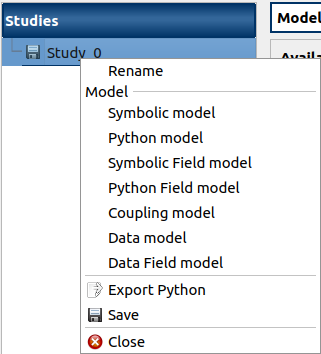 Studies
Model
Study_0
Availa
Rename
Model
Symbolic model
Python model
Symbolic Field model
Python Field model
Coupling model
Data model
Data Field model
Export Python
Save
Close